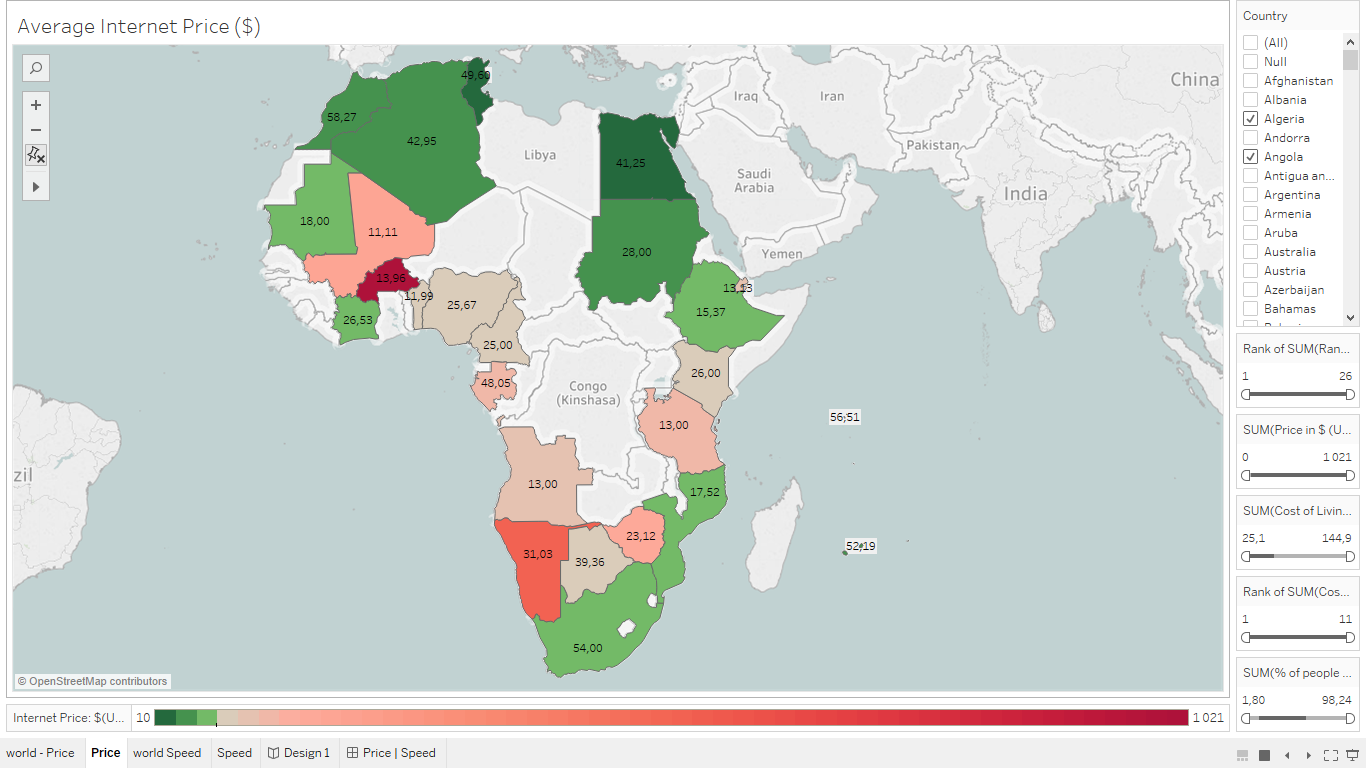 Average Internet Price ($)
49,60
58,27
42,95
41,25
Libya
Iraq
Iran
China
Pakistan
Saudi
Arabia
India
Yemen
18,00
11,11
28,00
13,96
11,99
25,67
26,53
25,00
13,13
15,37
48,05
Congo
(Kinshasa)
26,00
13,00
56,51
zil
13,00
17,52
23,12
31,03
39,36
52,19
54,00
© OpenStreetMap contributors
Internet Price: $(U...
10
1 021
Country
(All)
Null
Afghanistan
Albania
Algeria
Andorra
Angola
Antigua an...
Argentina
Armenia
Aruba
Australia
Austria
Azerbaijan
Bahamas
Rank of SUM(Ran...
1 26
SUM(Price in $ (U...
0 1 021
SUM(Cost of Livin...
25,1 144,9
Rank of SUM(Cos...
1 11
SUM(% of people ...
1,80 98,24
world - Price Price world Speed Speed Design 1 Price | Speed